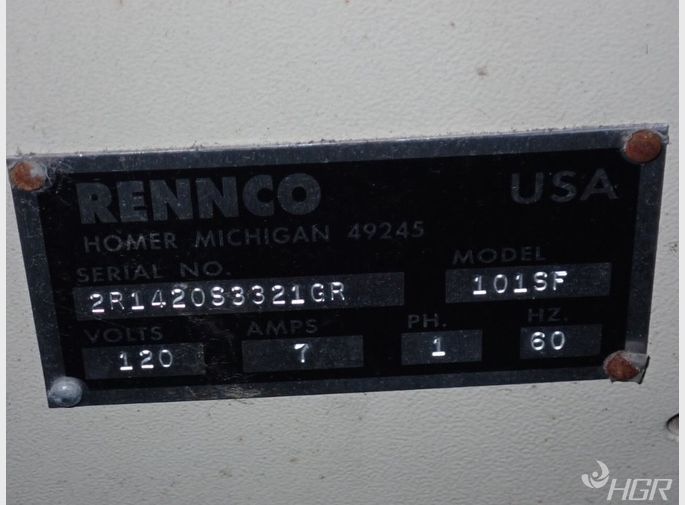 RENNCO USA
HOMER MICHIGAN 49245
SERIAL NO. MODEL
2R1420S3321GR 101SF
VOLTS AMPS PH. HZ.
120 7 1 60
HGR